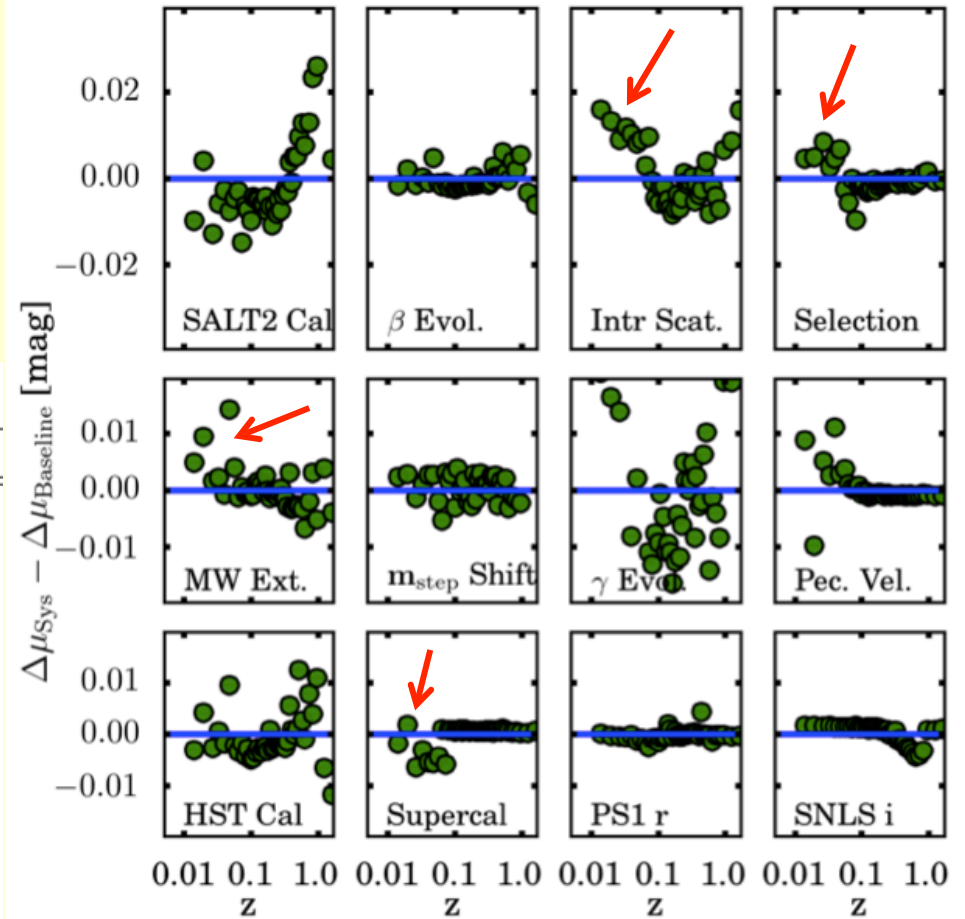 0.02
0.00
−0.02
SALT2 Cal
β Evol.
Intr Scat.
Selection
Δμ_Sys − Δμ_Baseline [mag]
0.01
0.00
−0.01
MW Ext.
m_step Shift
γ Evol.
Pec. Vel.
0.01
0.00
−0.01
HST Cal
Supercal
PS1 r
SNLS i
0.01 0.1 1.0 0.01 0.1 1.0 0.01 0.1 1.0 0.01 0.1 1.0
z z z z